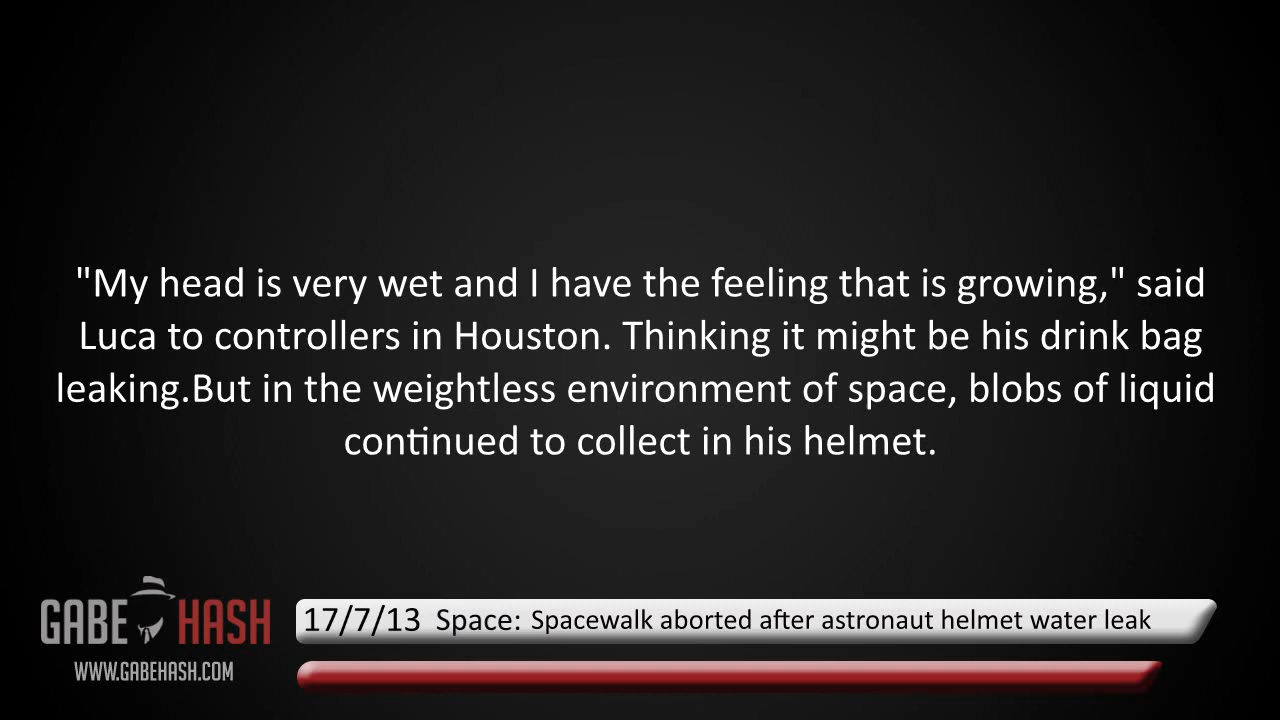 "My head is very wet and I have the feeling that is growing," said
Luca to controllers in Houston. Thinking it might be his drink bag
leaking.But in the weightless environment of space, blobs of liquid
continued to collect in his helmet.
GABE HASH
WWW.GABEHASH.COM
17/7/13 Space: Spacewalk aborted after astronaut helmet water leak